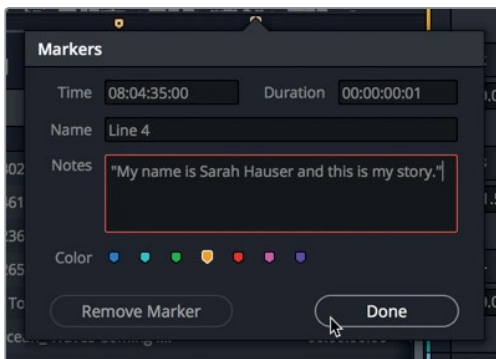 Markers
Time 08:04:35:00 Duration 00:00:00:01
Name Line 4
Notes "My name is Sarah Hauser and this is my story."
Color
Remove Marker Done